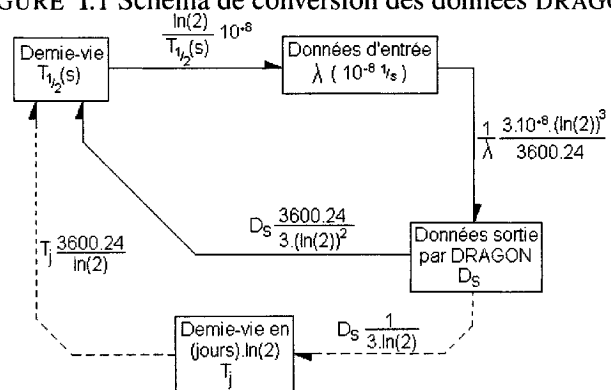 GURE 1.1 Schéma de conversion des données DRAGO
Demie-vie
T1/2(s)
ln(2)
T1/2(s)
10-8
Données d'entrée
λ ( 10-8 1/s )
1
λ
3.10-8.(ln(2))3
3600.24
Ds
3600.24
3.(ln(2))2
Données sortie
par DRAGON
Ds
Tj
3600.24
ln(2)
Demie-vie en
(jours).ln(2)
Tj
Ds
1
3.ln(2)